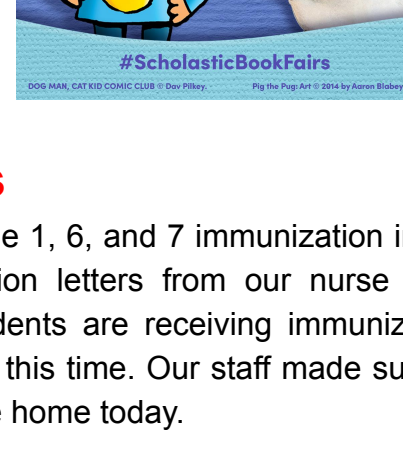 #ScholasticBookFairs
DOG MAN, CAT KID COMIC CLUB © Dav Pilkey. Pig the Pug: Art © 2014 by Aaron Blabey
s
e 1, 6, and 7 immunization i
ion letters from our nurse
dents are receiving immuniz
this time. Our staff made su
e home today.